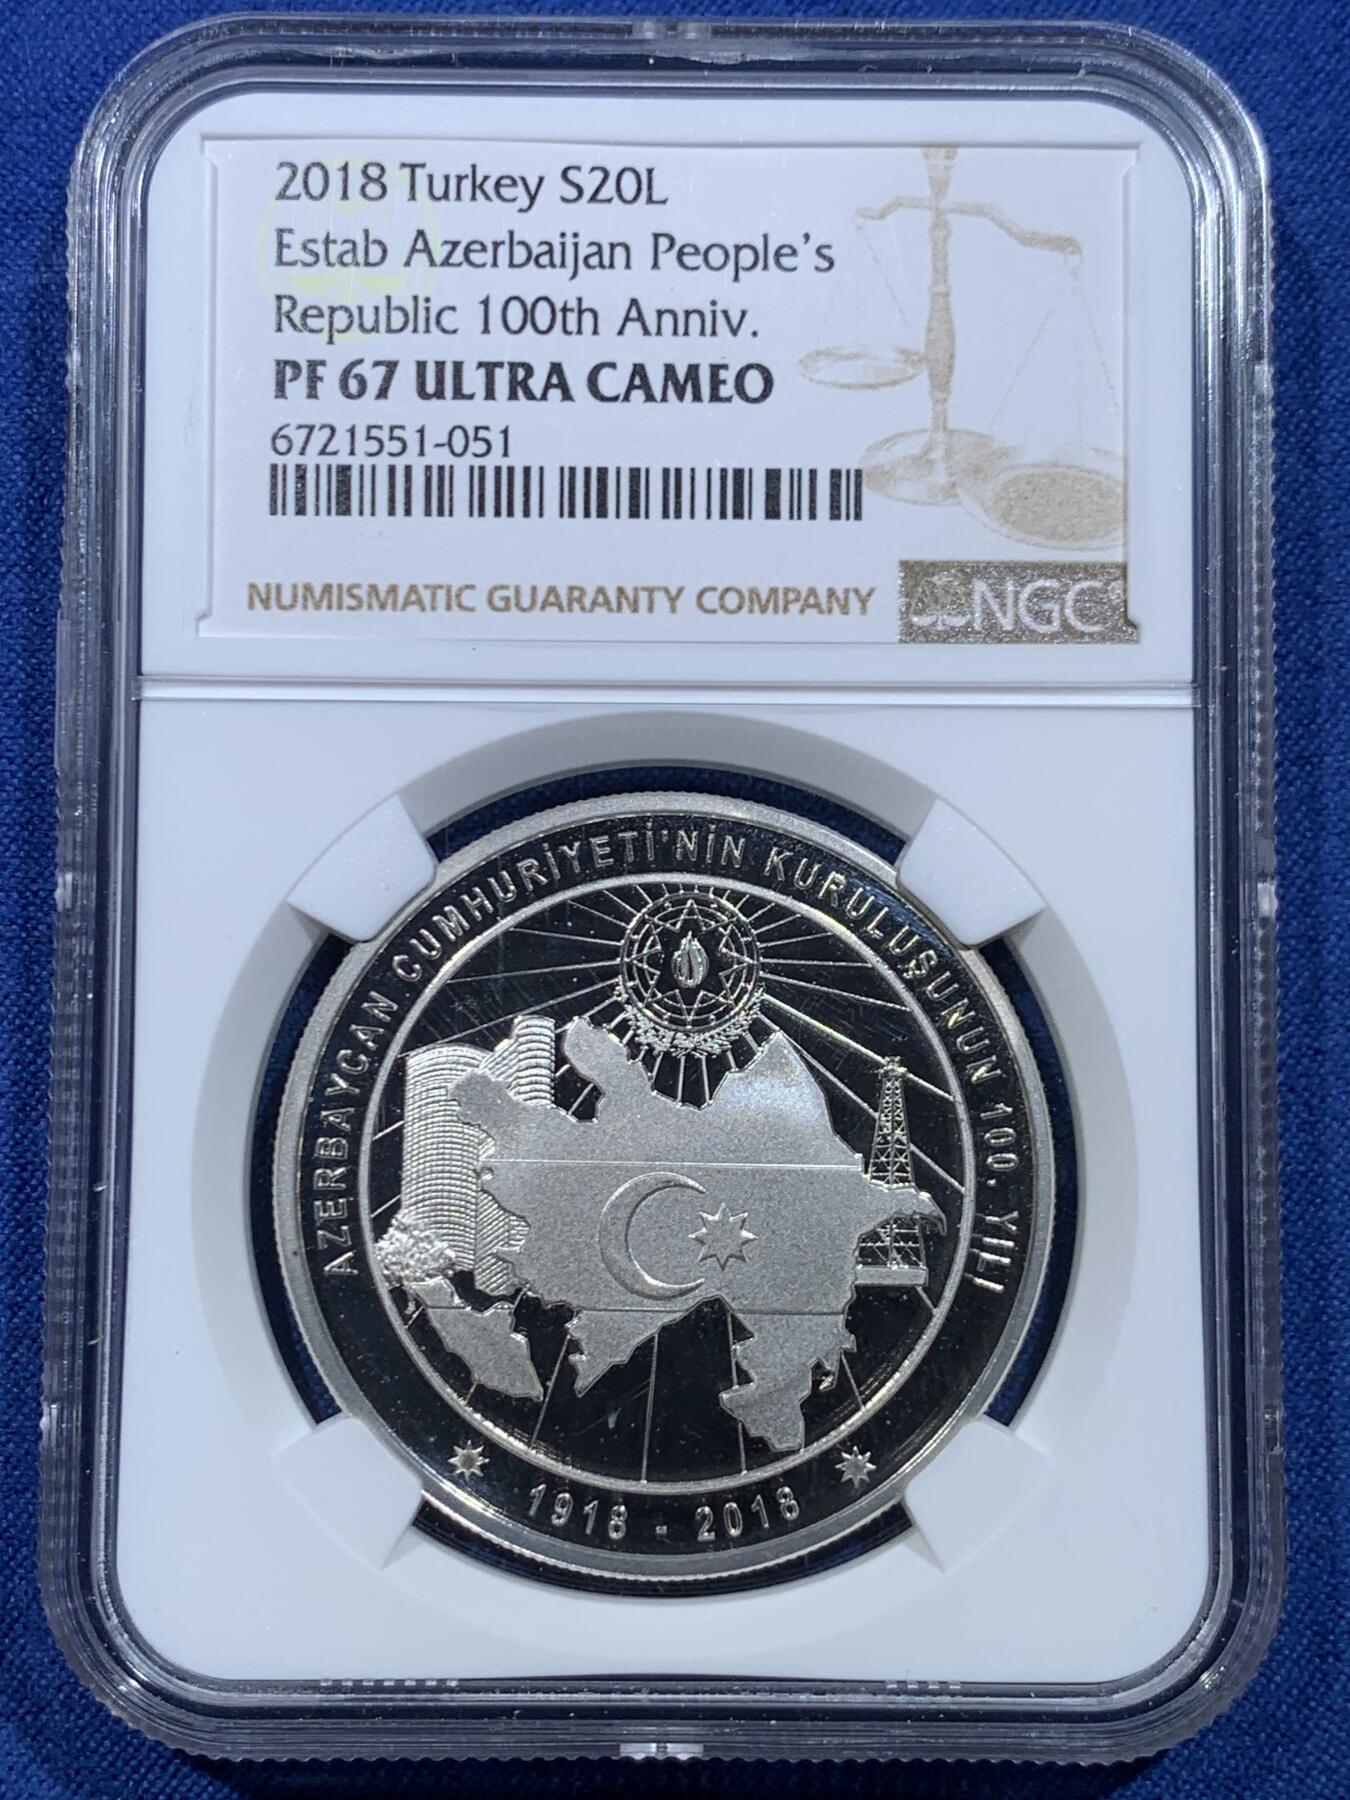 2018 Turkey S20L
Estab Azerbaijan People's
Republic 100th Anniv.
PF 67 ULTRA CAMEO
6721551-051
NUMISMATIC GUARANTY COMPANY
NGC
AZERBAYCAN CUMHURİYETİ'NİN KURULUŞUNUN 100. YILI
1918 - 2018